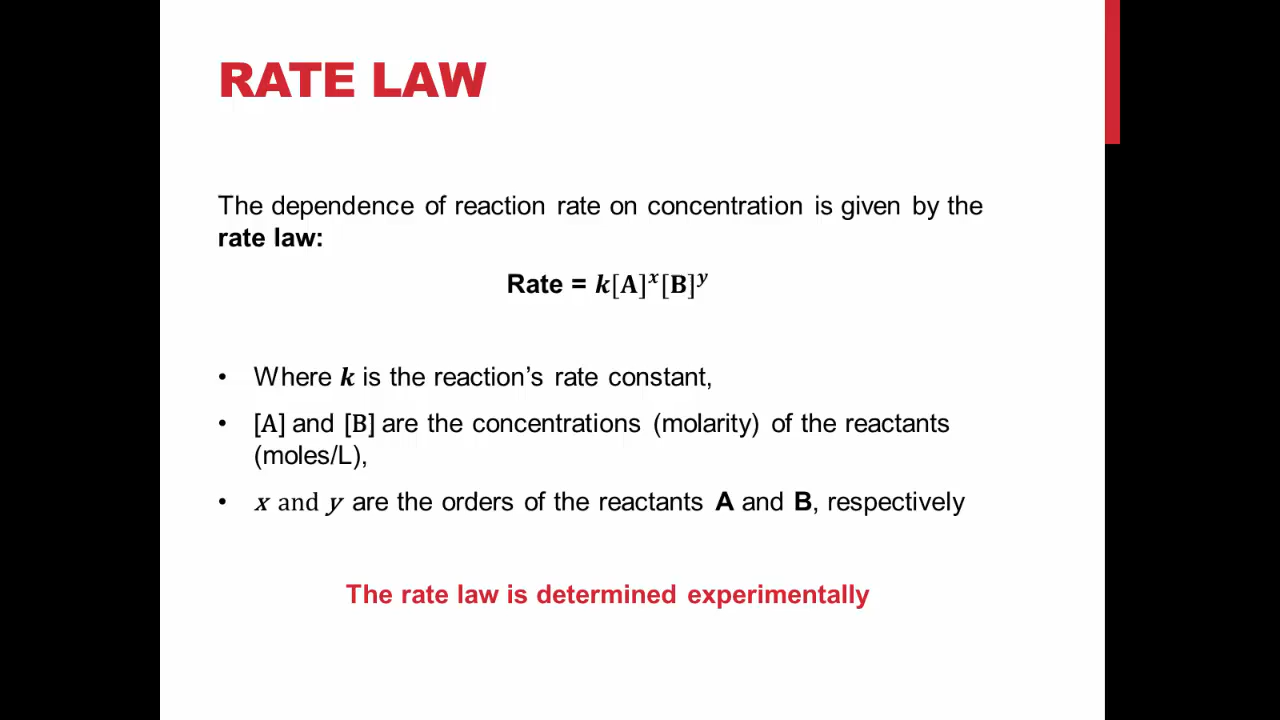 RATE LAW
The dependence of reaction rate on concentration is given by the
rate law:
Rate = k[A]^x[B]^y
• Where k is the reaction’s rate constant,
• [A] and [B] are the concentrations (molarity) of the reactants
(moles/L),
• x and y are the orders of the reactants A and B, respectively
The rate law is determined experimentally